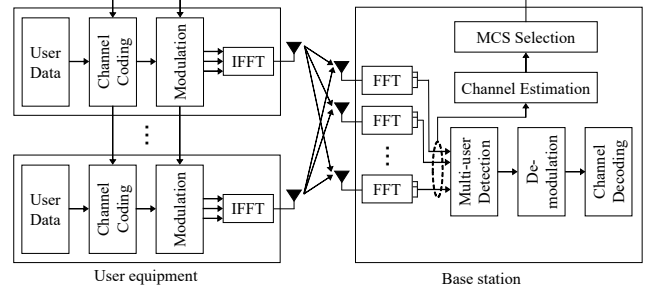 User
Data
Channel
Coding
Modulation
IFFT
User
Data
Channel
Coding
Modulation
IFFT
User equipment
MCS Selection
Channel Estimation
FFT
FFT
FFT
Multi-user
Detection
De-
modulation
Channel
Decoding
Base station